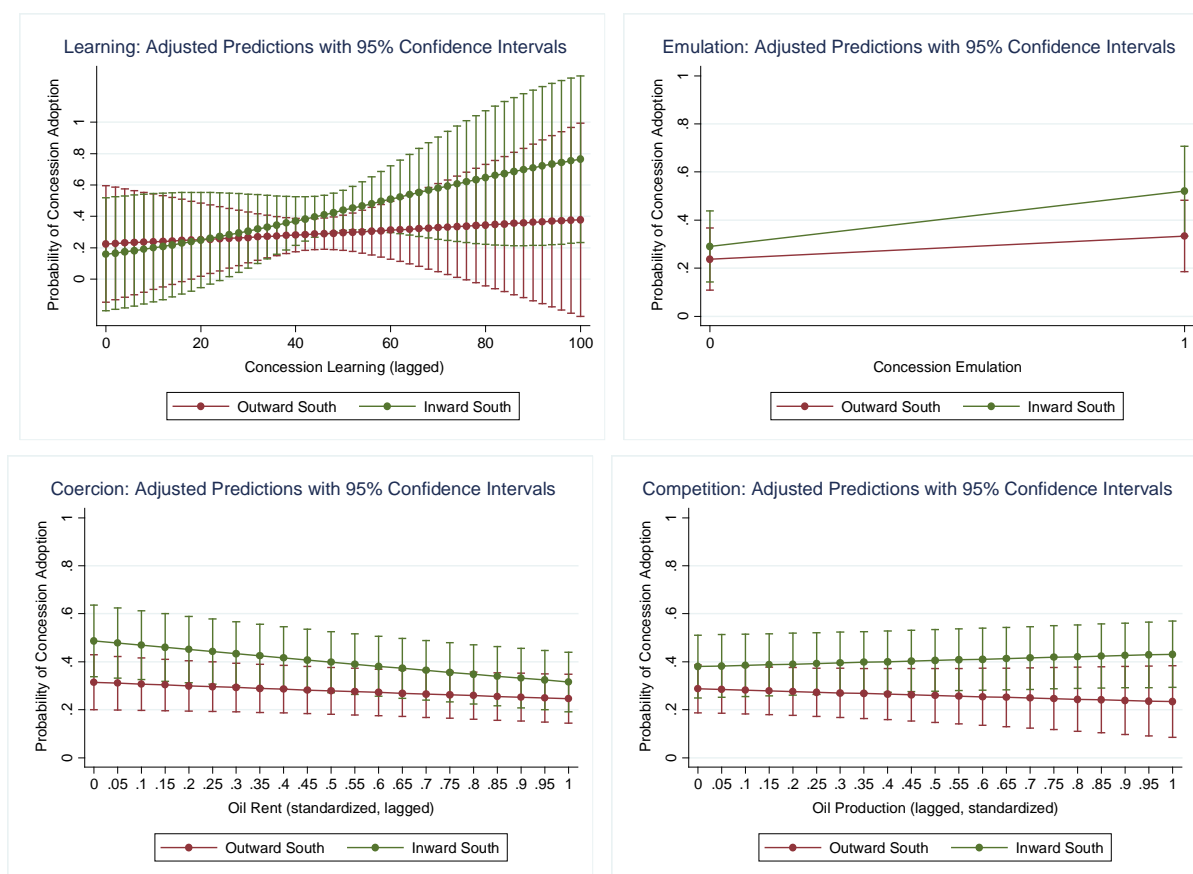 Learning: Adjusted Predictions with 95% Confidence Intervals
Probability of Concession Adoption
1
.8
.6
.4
.2
0
0 20 40 60 80 100
Concession Learning (lagged)
Outward South Inward South
Emulation: Adjusted Predictions with 95% Confidence Intervals
Probability of Concession Adoption
1
.8
.6
.4
.2
0
0 1
Concession Emulation
Outward South Inward South
Coercion: Adjusted Predictions with 95% Confidence Intervals
Probability of Concession Adoption
1
.8
.6
.4
.2
0
0 .05 .1 .15 .2 .25 .3 .35 .4 .45 .5 .55 .6 .65 .7 .75 .8 .85 .9 .95 1
Oil Rent (standardized, lagged)
Outward South Inward South
Competition: Adjusted Predictions with 95% Confidence Intervals
Probability of Concession Adoption
1
.8
.6
.4
.2
0
0 .05 .1 .15 .2 .25 .3 .35 .4 .45 .5 .55 .6 .65 .7 .75 .8 .85 .9 .95 1
Oil Production (lagged, standardized)
Outward South Inward South